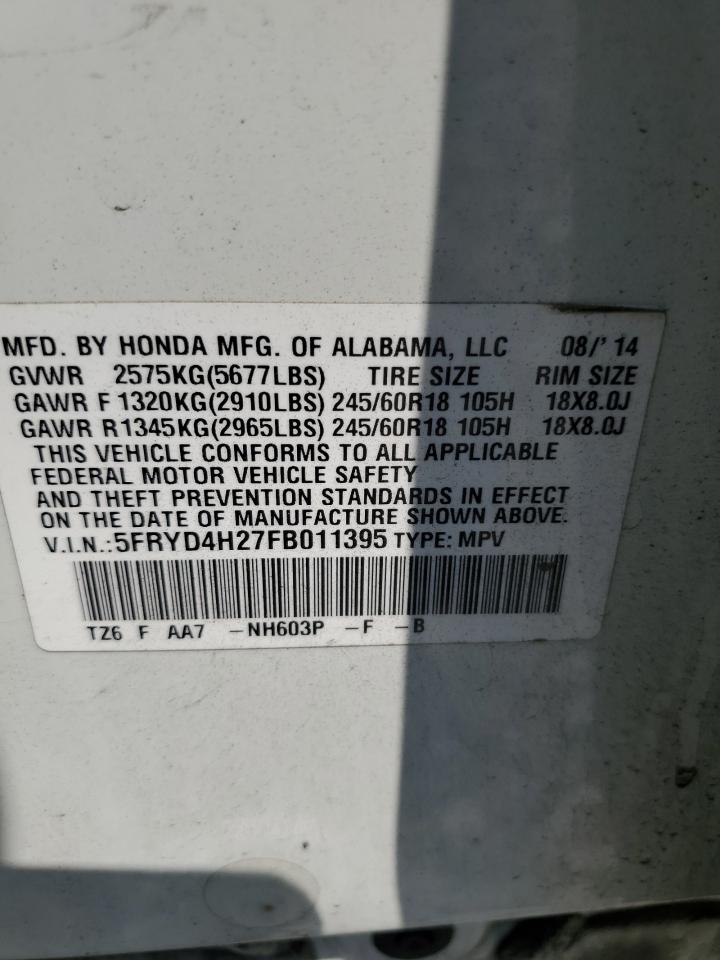 MFD. BY HONDA MFG. OF ALABAMA, LLC 08/'14
GVWR 2575KG(5677LBS) TIRE SIZE RIM SIZE
GAWR F 1320KG(2910LBS) 245/60R18 105H 18X8.0J
GAWR R1345KG(2965LBS) 245/60R18 105H 18X8.0J
THIS VEHICLE CONFORMS TO ALL APPLICABLE
FEDERAL MOTOR VEHICLE SAFETY
AND THEFT PREVENTION STANDARDS IN EFFECT
ON THE DATE OF MANUFACTURE SHOWN ABOVE.
V.I.N.:5FRYD4H27FB011395 TYPE: MPV
TZ6 F AA7 -NH603P -F -B